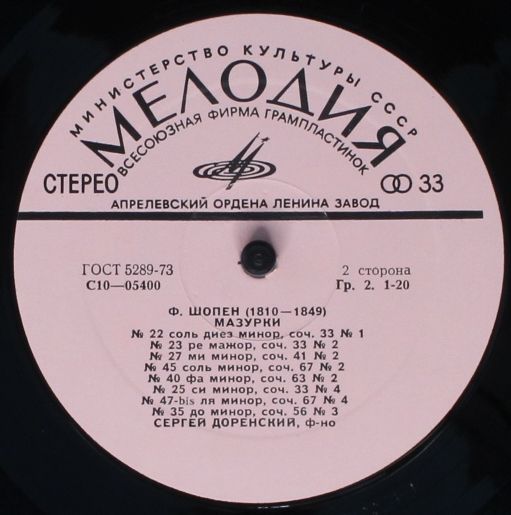 МИНИСТЕРСТВО КУЛЬТУРЫ СССР
МЕЛОДИЯ
ВСЕСОЮЗНАЯ ФИРМА ГРАМПЛАСТИНОК
СТЕРЕО
33
АПРЕЛЕВСКИЙ ОРДЕНА ЛЕНИНА ЗАВОД
ГОСТ 5289-73
2 сторона
С10—05400
Гр. 2. 1-20
Ф. ШОПЕН (1810—1849)
МАЗУРКИ
№ 22 соль диез минор, соч. 33 № 1
№ 23 ре мажор, соч. 33 № 2
№ 27 ми минор, соч. 41 № 2
№ 45 соль минор, соч. 67 № 2
№ 40 фа минор, соч. 63 № 2
№ 25 си минор, соч. 33 № 4
№ 47-bis ля минор, соч. 67 № 4
№ 35 до минор, соч. 56 № 3
СЕРГЕЙ ДОРЕНСКИЙ, ф-но